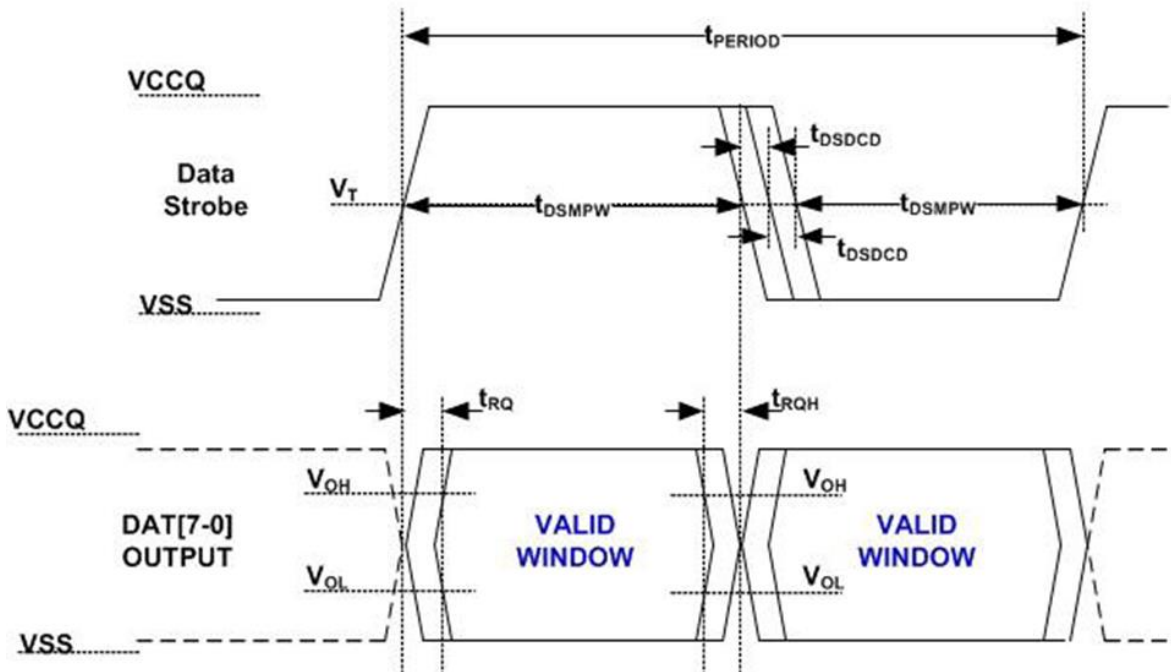 tPERIOD
VCCQ
tDSDCD
Data
Strobe
VT
tDSMPW
tDSMPW
tDSDCD
VSS
tRQ
tRQH
VCCQ
VOH
VOH
DAT[7-0]
OUTPUT
VALID
WINDOW
VALID
WINDOW
VOL
VOL
VSS